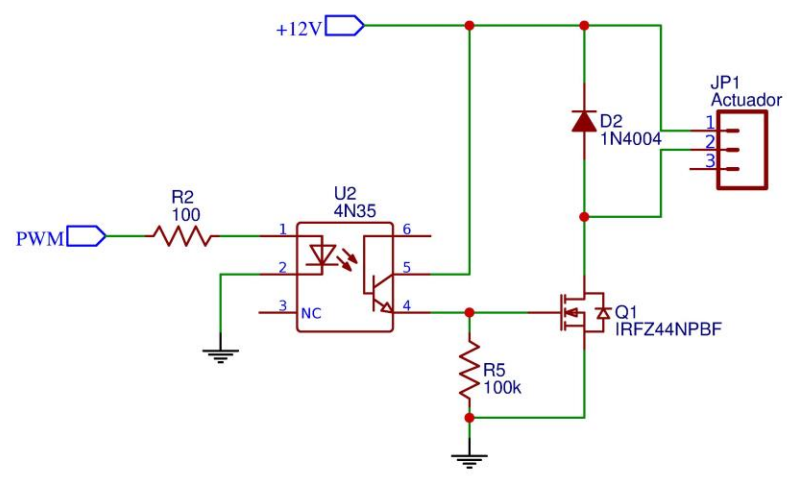 +12V
JP1
Actuador
1
2
3
D2
1N4004
R2
100
PWM
U2
4N35
1
2
3
NC
6
5
4
Q1
IRFZ44NPBF
R5
100k